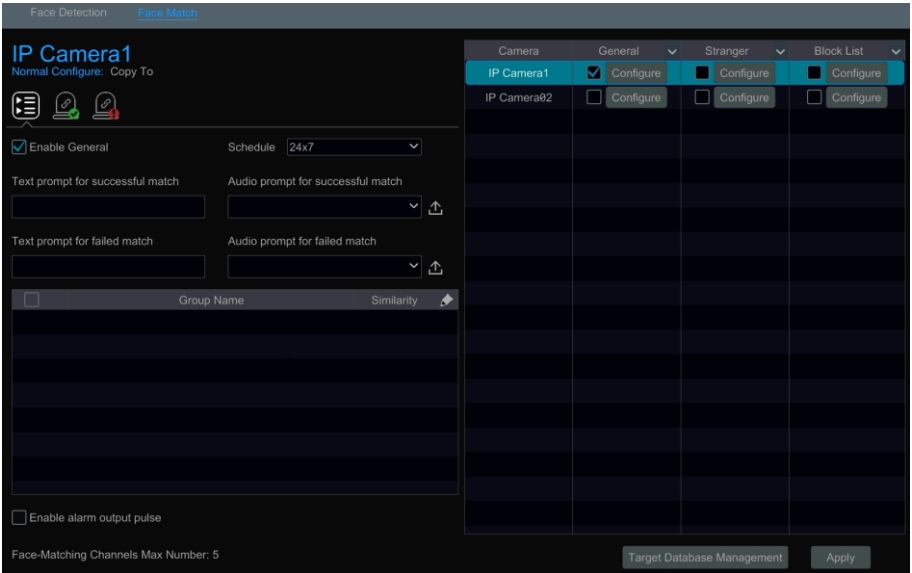 Face Detection Face Match
IP Camera1
Normal Configure: Copy To
Enable General Schedule 24x7
Text prompt for successful match Audio prompt for successful match
Text prompt for failed match Audio prompt for failed match
Group Name Similarity
Enable alarm output pulse
Face-Matching Channels Max Number: 5
Camera General Stranger Block List
IP Camera1 Configure Configure Configure
IP Camera02 Configure Configure Configure
Target Database Management Apply